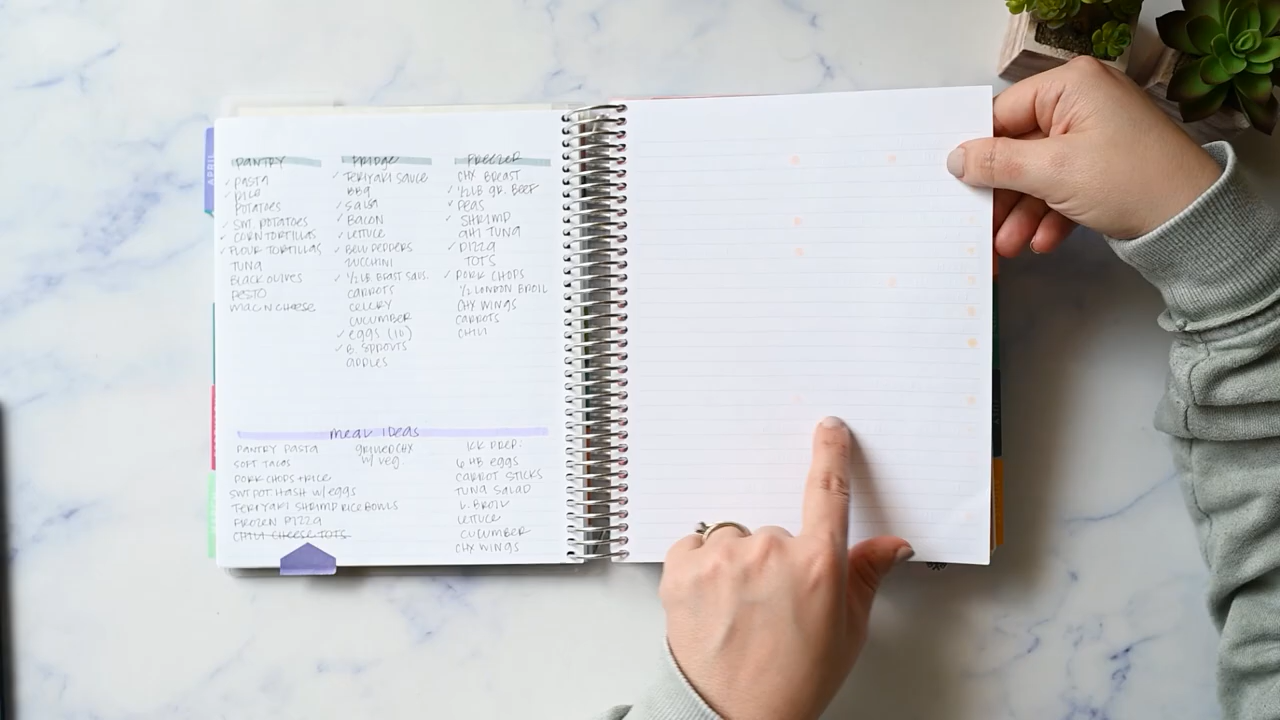 APRIL
PANTRY
PASTA
✓ RICE
POTATOES
✓ SWT. POTATOES
✓ CORN TORTILLAS
✓ FLOUR TORTILLAS
TUNA
BLACK OLIVES
PESTO
MAC N CHEESE
FRIDGE
✓ TERIYAKI SAUCE
BBQ
✓ SALSA
✓ BACON
✓ LETTUCE
✓ BELL PEPPERS
ZUCCHINI
✓ 1/2 LB BRAST SAUS.
CARROTS
CELERY
CUCUMBER
✓ EGGS (10)
✓ B. SPROUTS
APPLES
FREEZER
CHX BREAST
✓ 1/2 LB GR. BEEF
✓ PEAS
✓ SHRIMP
AHI TUNA
✓ PIZZA
TOTS
✓ PORK CHOPS
1/2 LONDON BROIL
CHX WINGS
CARROTS
CHILI
MEAL IDEAS
PANTRY PASTA
SOFT TACOS
PORK CHOPS + RICE
SWT POT HASH W/ EGGS
TERIYAKI SHRIMP RICE BOWLS
FROZEN PIZZA
CHILI CHEESE TOTS
GRILLED CHX
W/ VEG
PREP:
6 HB EGGS
CARROT STICKS
TUNA SALAD
L. BROIL
LETTUCE
CUCUMBER
CHX WINGS